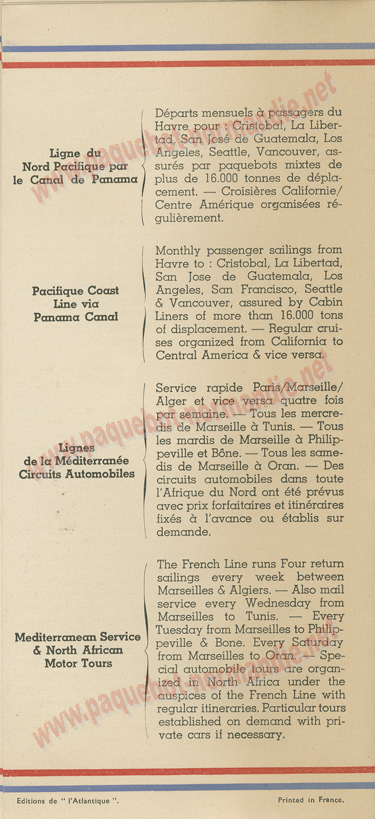 Ligne du
Nord Pacifique par
le Canal de Panama
Départs mensuels à passagers du
Havre pour : Cristobal, La Liber-
tad, San José de Guatemala, Los
Angeles, Seattle, Vancouver, as-
surés par paquebots mixtes de
plus de 16.000 tonnes de dépla-
cement. — Croisières Californie/
Centre Amérique organisées ré-
gulièrement.
Pacifique Coast
Line via
Panama Canal
Monthly passenger sailings from
Havre to : Cristobal, La Libertad,
San Jose de Guatemala, Los
Angeles, San Francisco, Seattle
& Vancouver, assured by Cabin
Liners of more than 16.000 tons
of displacement. — Regular crui-
ses organized from California to
Central America & vice versa.
Lignes
de la Méditerranée
Circuits Automobiles
Service rapide Paris/Marseille/
Alger et vice versa quatre fois
par semaine. — Tous les mercre-
dis de Marseille à Tunis. — Tous
les mardis de Marseille à Philip-
peville et Bône. — Tous les same-
dis de Marseille à Oran. — Des
circuits automobiles dans toute
l'Afrique du Nord ont été prévus
avec prix forfaitaires et itinéraires
fixés à l'avance ou établis sur
demande.
Mediterranean Service
& North African
Motor Tours
The French Line runs Four return
sailings every week between
Marseilles & Algiers. — Also mail
service every Wednesday from
Marseilles to Tunis. — Every
Tuesday from Marseilles to Philip-
peville & Bone. Every Saturday
from Marseilles to Oran. — Spe-
cial automobile tours are organ-
ized in North Africa under the
auspices of the French Line with
regular itineraries. Particular tours
established on demand with pri-
vate cars if necessary.
Editions de " l'Atlantique ".
Printed in France.
www.paquebot-normandie.net
www.paquebot-normandie.net
www.paquebot-normandie.net